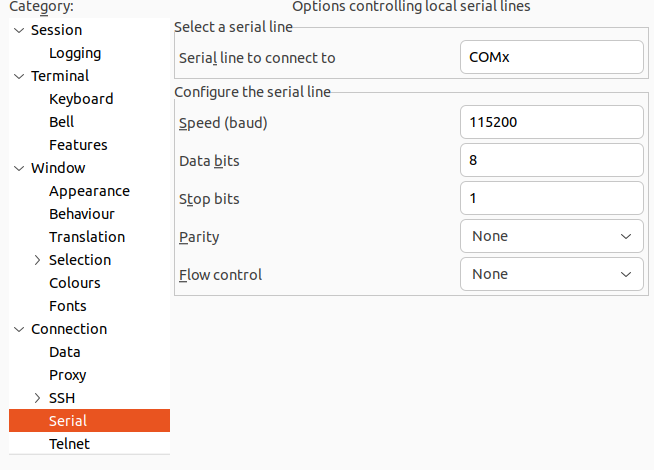 Category:
Options controlling local serial lines
Session
Logging
Terminal
Keyboard
Bell
Features
Window
Appearance
Behaviour
Translation
Selection
Colours
Fonts
Connection
Data
Proxy
SSH
Serial
Telnet
Select a serial line
Serial line to connect to COMx
Configure the serial line
Speed (baud) 115200
Data bits 8
Stop bits 1
Parity None
Flow control None